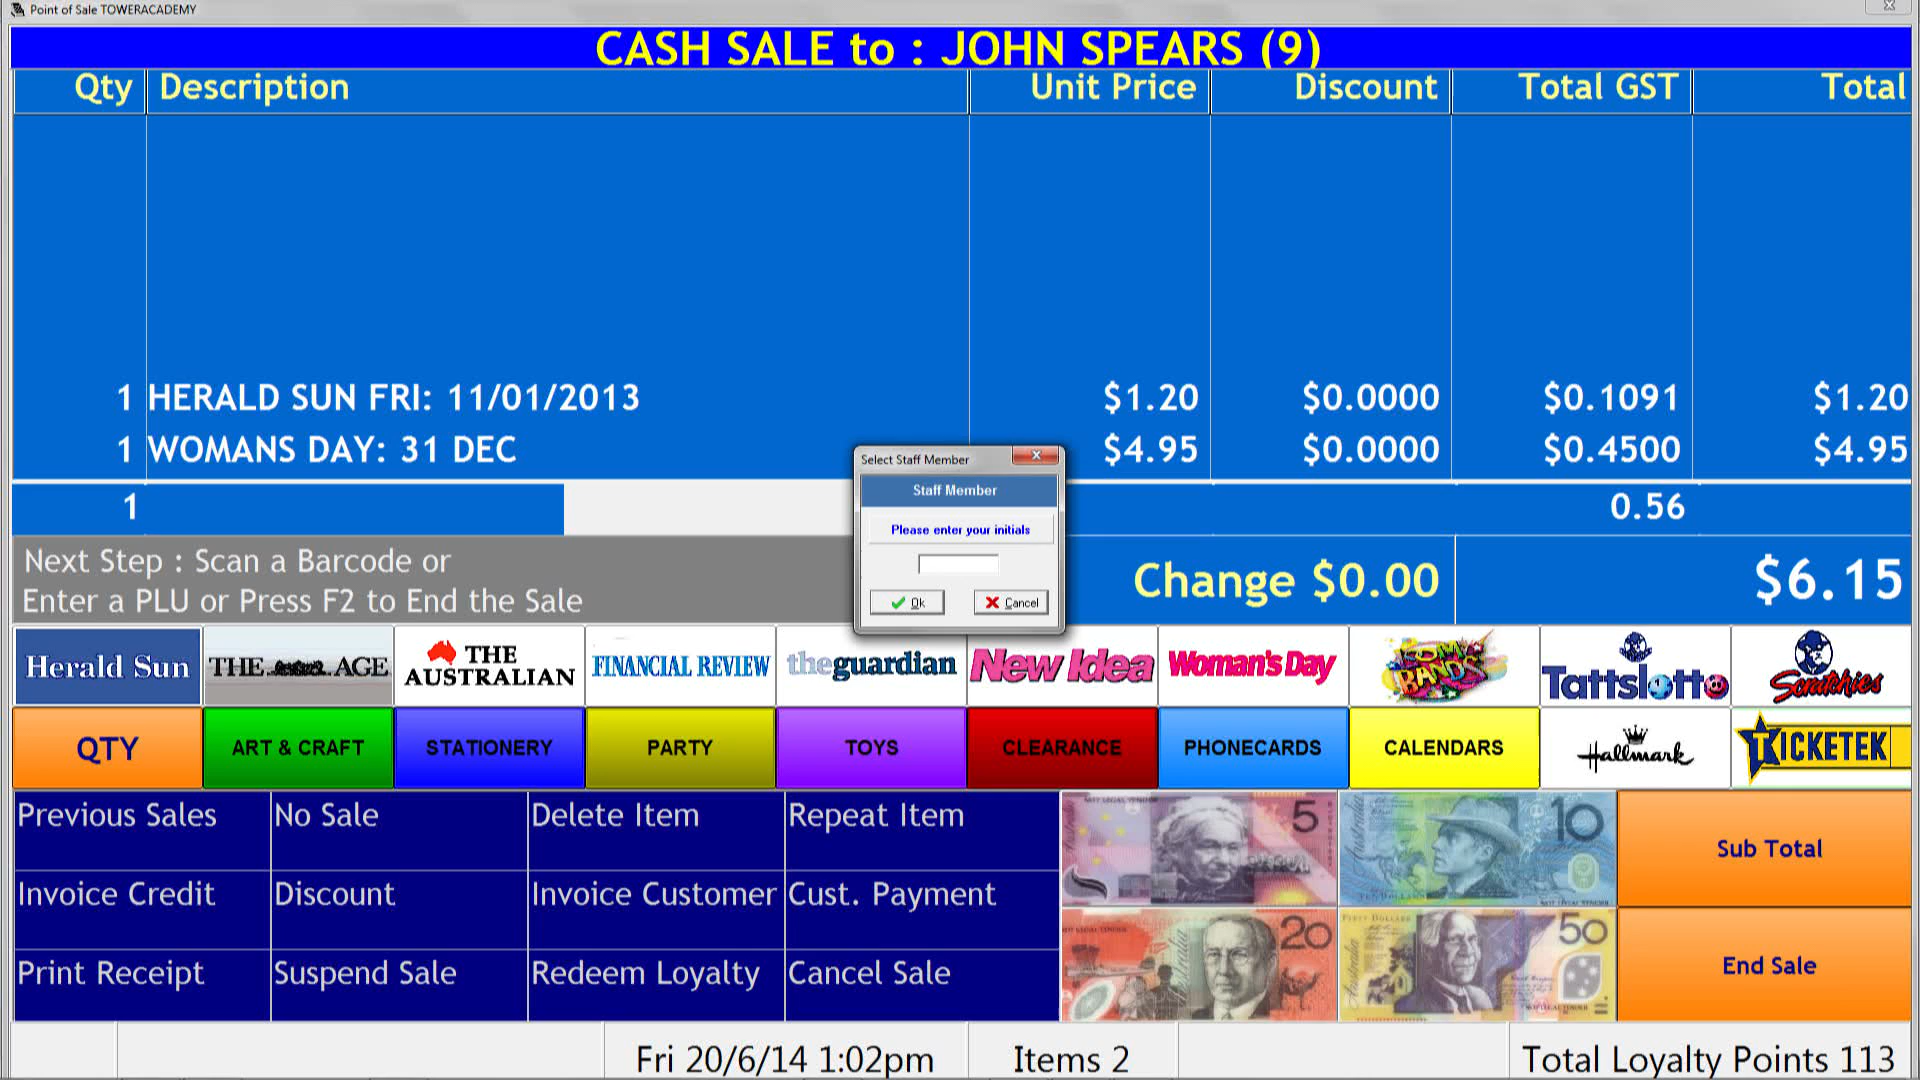 Point of Sale TOWERACADEMY
CASH SALE to : JOHN SPEARS (9)
Qty Description Unit Price Discount Total GST Total
1 HERALD SUN FRI: 11/01/2013 $1.20 $0.0000 $0.1091 $1.20
1 WOMANS DAY: 31 DEC $4.95 $0.0000 $0.4500 $4.95
1 0.56
Select Staff Member
Staff Member
Please enter your initials
Ok Cancel
Next Step : Scan a Barcode or
Enter a PLU or Press F2 to End the Sale
Change $0.00 $6.15
Herald Sun THE AGE THE AUSTRALIAN FINANCIAL REVIEW theguardian New Idea Woman's Day LOOM BANDS Tattslotto Scratchies
QTY ART & CRAFT STATIONERY PARTY TOYS CLEARANCE PHONECARDS CALENDARS Hallmark TICKETEK
Previous Sales No Sale Delete Item Repeat Item 5 10 Sub Total
Invoice Credit Discount Invoice Customer Cust. Payment
Print Receipt Suspend Sale Redeem Loyalty Cancel Sale 20 50 End Sale
Fri 20/6/14 1:02pm Items 2 Total Loyalty Points 113